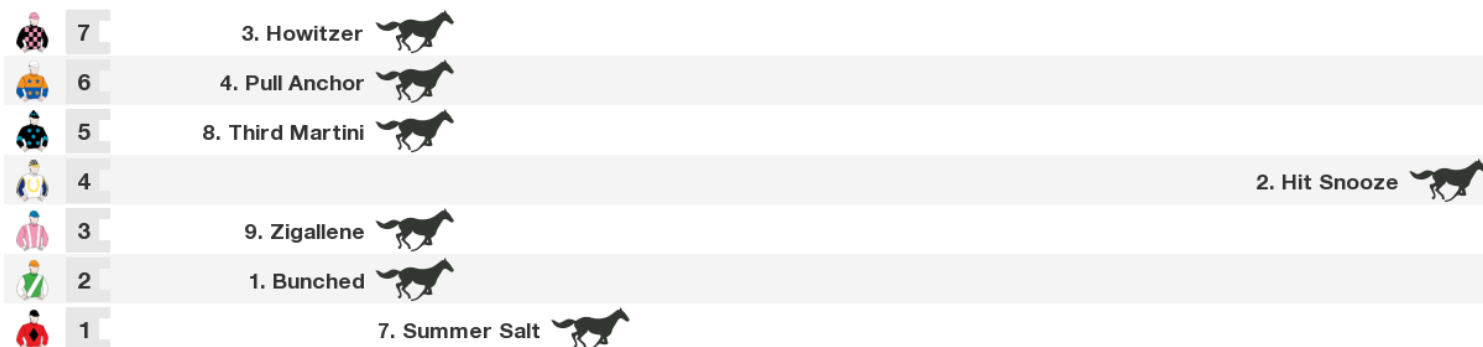 7 3. Howitzer
6 4. Pull Anchor
5 8. Third Martini
4 2. Hit Snooze
3 9. Zigallene
2 1. Bunched
1 7. Summer Salt